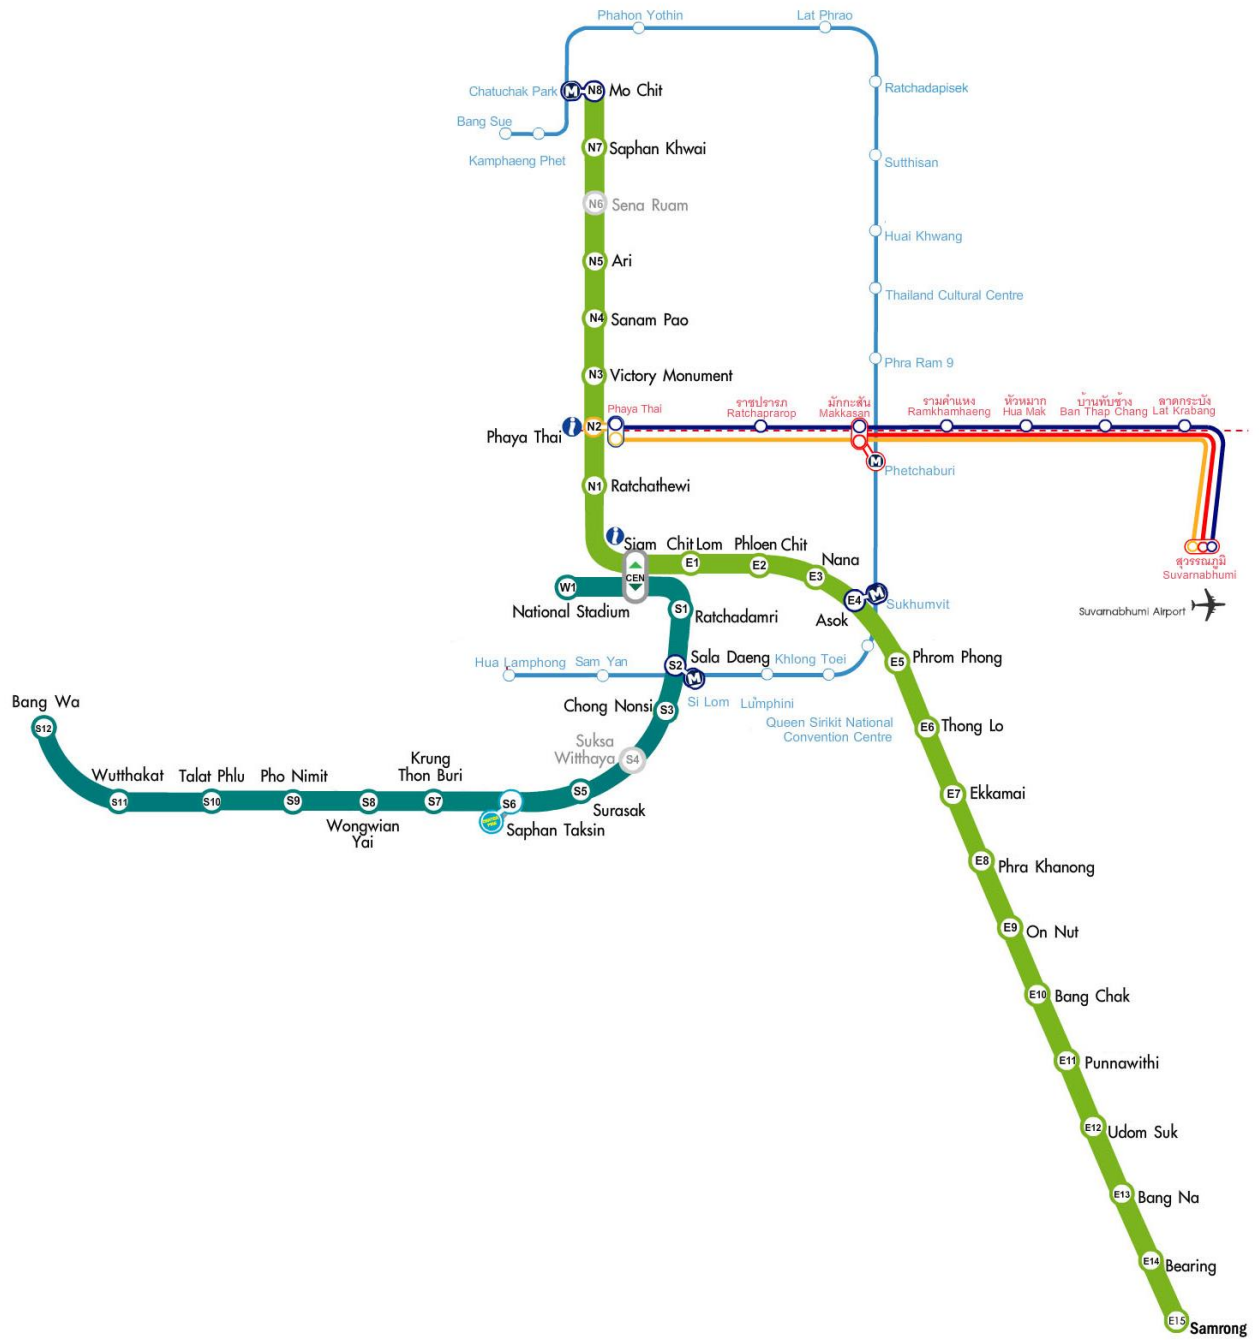 Phahon Yothin
Lat Phrao
Chatuchak Park
M
N8
Mo Chit
Ratchadapisek
Bang Sue
Kamphaeng Phet
N7
Saphan Khwai
Sutthisan
N6
Sena Ruam
Huai Khwang
N5
Ari
Thailand Cultural Centre
N4
Sanam Pao
Phra Ram 9
N3
Victory Monument
Phaya Thai
ราชปรารภ
Ratchaprarop
มักกะสัน
Makkasan
รามคำแหง
Ramkhamhaeng
หัวหมาก
Hua Mak
บ้านทับช้าง
Ban Thap Chang
ลาดกระบัง
Lat Krabang
Phaya Thai
i
N2
M
Phetchaburi
N1
Ratchathewi
i
Siam
Chit Lom
Phloen Chit
Nana
E1
E2
E3
สุวรรณภูมิ
Suvarnabhumi
CEN
W1
National Stadium
S1
Ratchadamri
E4
M
Asok
Sukhumvit
Suvarnabhumi Airport
Hua Lamphong
Sam Yan
S2
Sala Daeng
M
Khlong Toei
E5
Phrom Phong
Si Lom
Lumphini
Queen Sirikit National
Convention Centre
Chong Nonsi
S3
Bang Wa
S12
E6
Thong Lo
Suksa
Witthaya
S4
Wutthakat
Talat Phlu
Pho Nimit
Krung
Thon Buri
S11
S10
S9
S8
S7
S6
S5
Surasak
Wongwian
Yai
Saphan Taksin
E7
Ekkamai
E8
Phra Khanong
E9
On Nut
E10
Bang Chak
E11
Punnawithi
E12
Udom Suk
E13
Bang Na
E14
Bearing
E15
Samrong